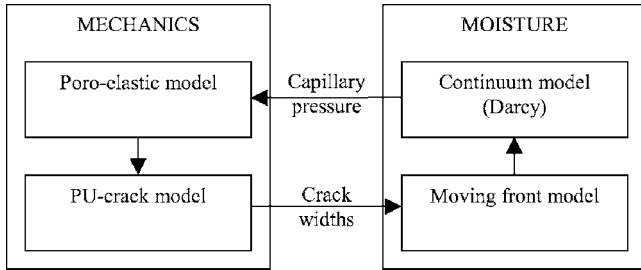 MECHANICS
MOISTURE
Poro-elastic model
Capillary
pressure
Continuum model
(Darcy)
PU-crack model
Crack
widths
Moving front model